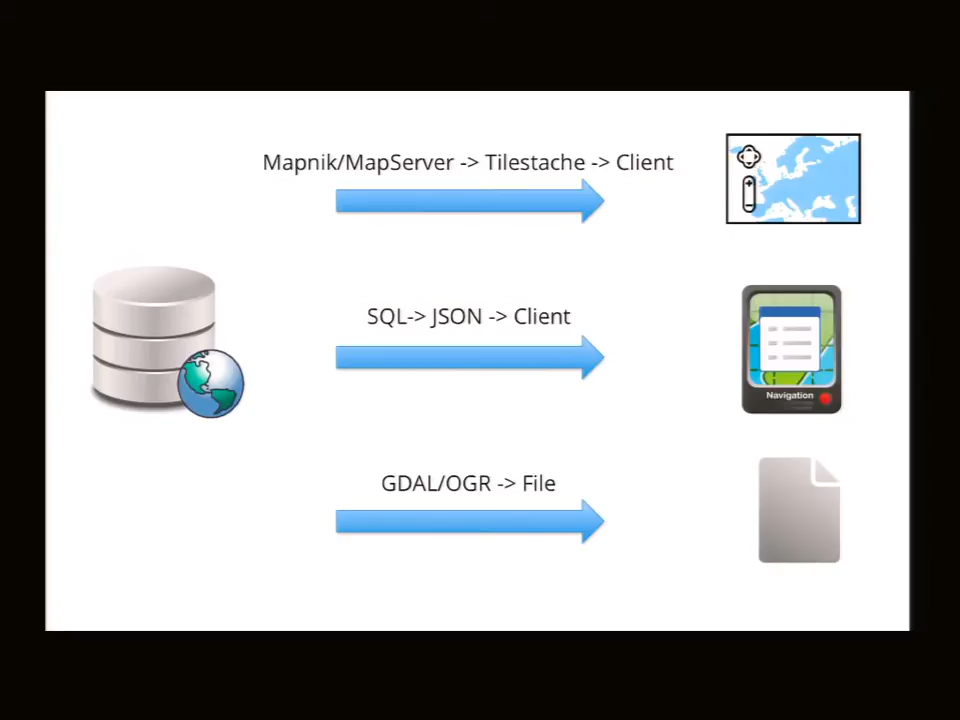 Mapnik/MapServer -> Tilestache -> Client
SQL-> JSON -> Client
Navigation
GDAL/OGR -> File